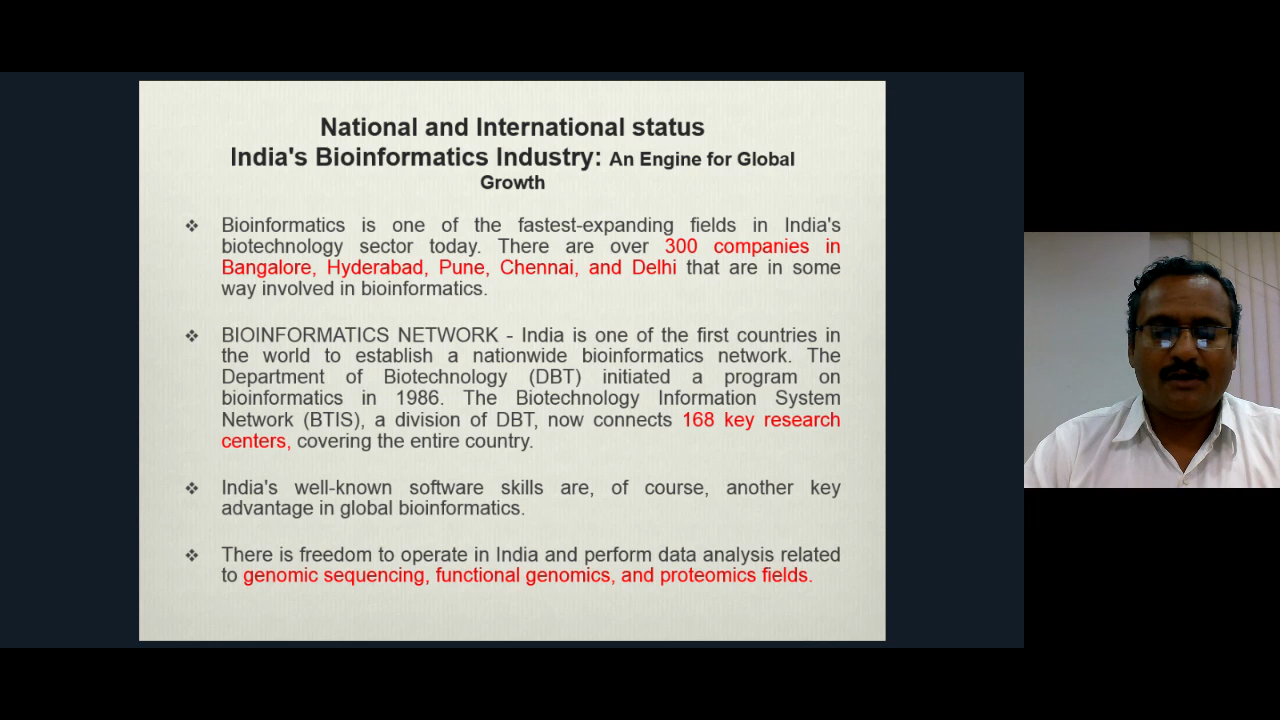 National and International status
India's Bioinformatics Industry: An Engine for Global
Growth
❖ Bioinformatics is one of the fastest-expanding fields in India's
biotechnology sector today. There are over 300 companies in
Bangalore, Hyderabad, Pune, Chennai, and Delhi that are in some
way involved in bioinformatics.
❖ BIOINFORMATICS NETWORK - India is one of the first countries in
the world to establish a nationwide bioinformatics network. The
Department of Biotechnology (DBT) initiated a program on
bioinformatics in 1986. The Biotechnology Information System
Network (BTIS), a division of DBT, now connects 168 key research
centers, covering the entire country.
❖ India's well-known software skills are, of course, another key
advantage in global bioinformatics.
❖ There is freedom to operate in India and perform data analysis related
to genomic sequencing, functional genomics, and proteomics fields.